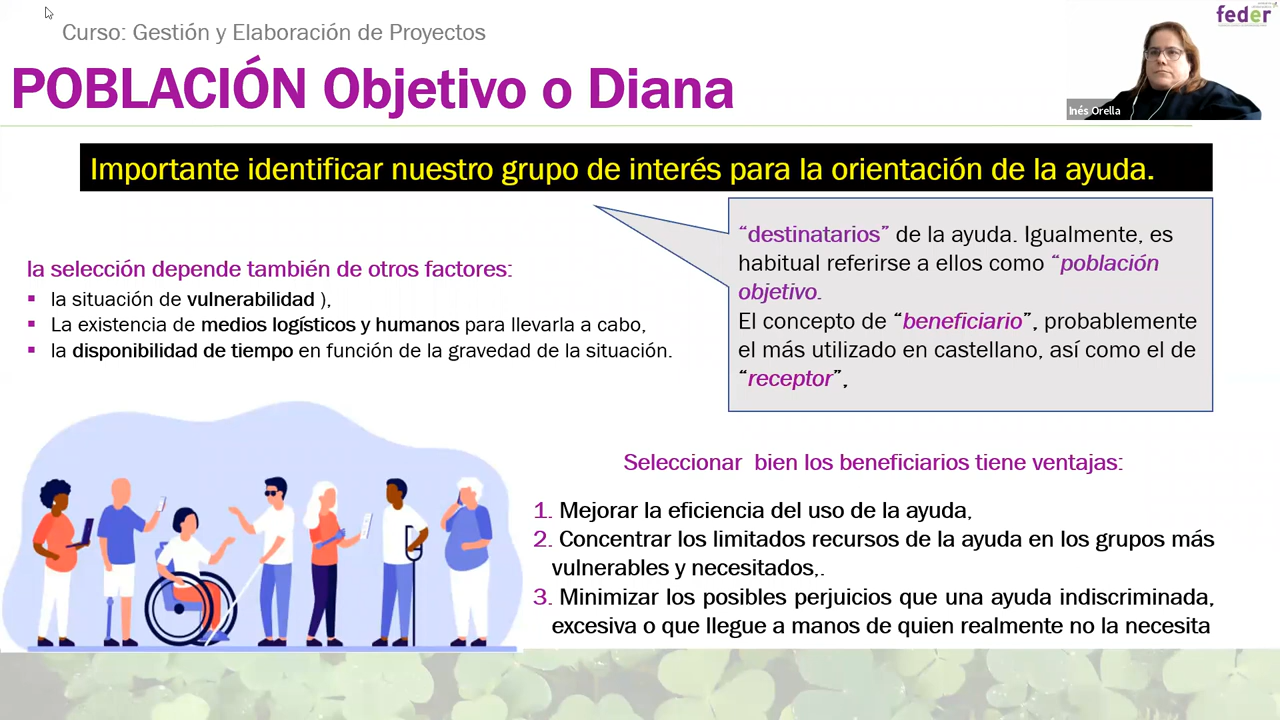 Curso: Gestión y Elaboración de Proyectos
feder
POBLACIÓN Objetivo o Diana
Inés Orella
Importante identificar nuestro grupo de interés para la orientación de la ayuda.
“destinatarios” de la ayuda. Igualmente, es
habitual referirse a ellos como “población
objetivo.
El concepto de “beneficiario”, probablemente
el más utilizado en castellano, así como el de
“receptor”,
la selección depende también de otros factores:
▪ la situación de vulnerabilidad ),
▪ La existencia de medios logísticos y humanos para llevarla a cabo,
▪ la disponibilidad de tiempo en función de la gravedad de la situación.
Seleccionar  bien los beneficiarios tiene ventajas:
1. Mejorar la eficiencia del uso de la ayuda,
2. Concentrar los limitados recursos de la ayuda en los grupos más
vulnerables y necesitados,.
3. Minimizar los posibles perjuicios que una ayuda indiscriminada,
excesiva o que llegue a manos de quien realmente no la necesita